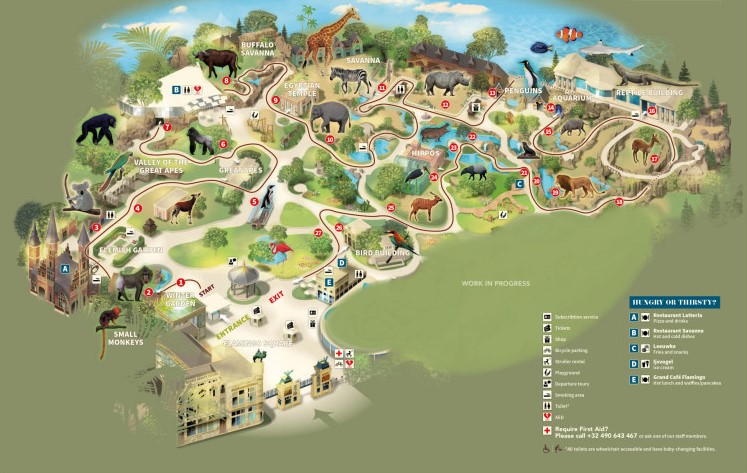 BUFFALO
SAVANNA
SAVANNA
EGYPTIAN
TEMPLE
PENGUINS
AQUARIUM
REPTILE BUILDING
B
8
9
11
12
13
14
15
16
17
7
6
10
HIPPOS
22
23
24
21
20
19
18
C
VALLEY OF THE
GREAT APES
GREAT APES
5
4
3
25
26
27
FLEMISH GARDEN
BIRD BUILDING
A
D
E
2
1
WINTER
GARDEN
START
EXIT
ENTRANCE
SMALL
MONKEYS
FLAMINGO SQUARE
WORK IN PROGRESS
Subscribtion service
Tickets
Shop
Bicycle parking
Stroller rental
Playground
Departure tours
Smoking area
Toilet*
AED
Require First Aid?
Please call +32 490 643 467 or ask one of our staff members.
*All toilets are wheelchair accessible and have baby-changing facilities.
HUNGRY OR THIRSTY?
A Restaurant Latteria
Pizza and drinks
B Restaurant Savanne
Hot and cold dishes
C Leeuwke
Fries and snacks
D Ijsvogel
Ice cream
E Grand Café Flamingo
Hot lunch and waffles/pancakes